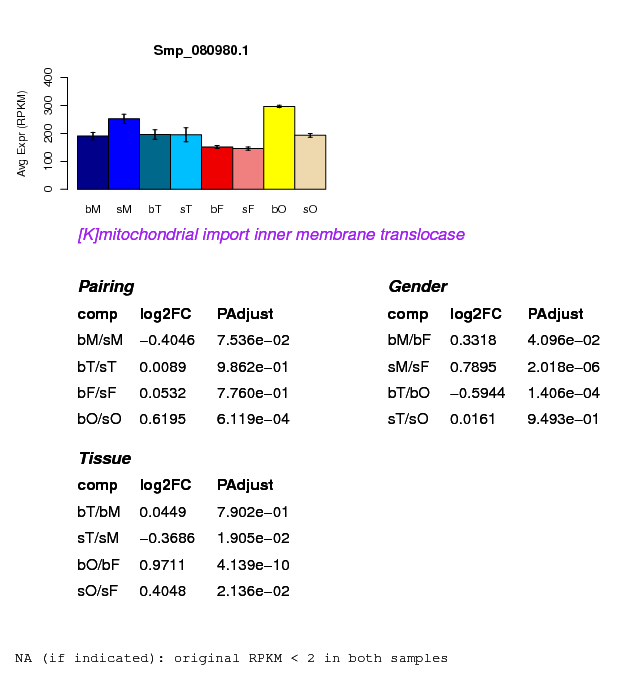 Smp_080980.1
Avg Expr (RPKM)
400
300
200
100
0
bM sM bT sT bF sF bO sO
[K]mitochondrial import inner membrane translocase
Pairing
comp log2FC PAdjust
bM/sM −0.4046 7.536e−02
bT/sT 0.0089 9.862e−01
bF/sF 0.0532 7.760e−01
bO/sO 0.6195 6.119e−04
Gender
comp log2FC PAdjust
bM/bF 0.3318 4.096e−02
sM/sF 0.7895 2.018e−06
bT/bO −0.5944 1.406e−04
sT/sO 0.0161 9.493e−01
Tissue
comp log2FC PAdjust
bT/bM 0.0449 7.902e−01
sT/sM −0.3686 1.905e−02
bO/bF 0.9711 4.139e−10
sO/sF 0.4048 2.136e−02
NA (if indicated): original RPKM < 2 in both samples